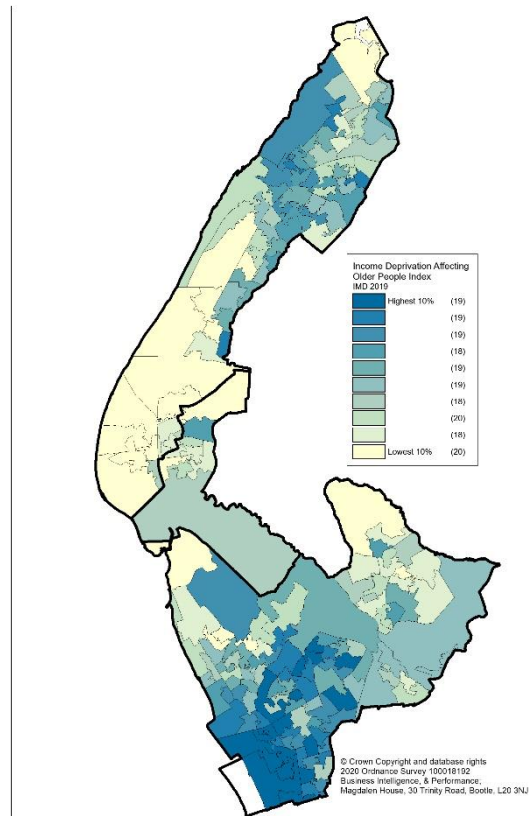 Income Deprivation Affecting
Older People Index
IMD 2019
Highest 10% (19)
(19)
(19)
(18)
(19)
(19)
(18)
(20)
(18)
Lowest 10% (20)
© Crown Copyright and database rights
2020 Ordnance Survey 100018192
Business Intelligence, & Performance;
Magdalen House, 30 Trinity Road, Bootle. L20 3NJ